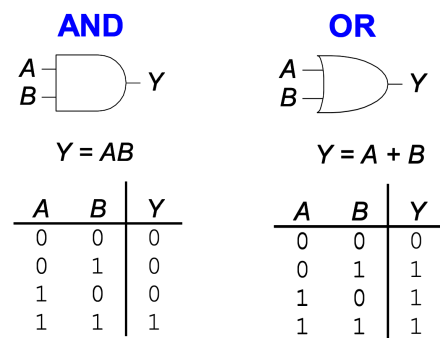 AND
A
B
Y
Y = AB
A B Y
0 0 0
0 1 0
1 0 0
1 1 1
OR
A
B
Y
Y = A + B
A B Y
0 0 0
0 1 1
1 0 1
1 1 1